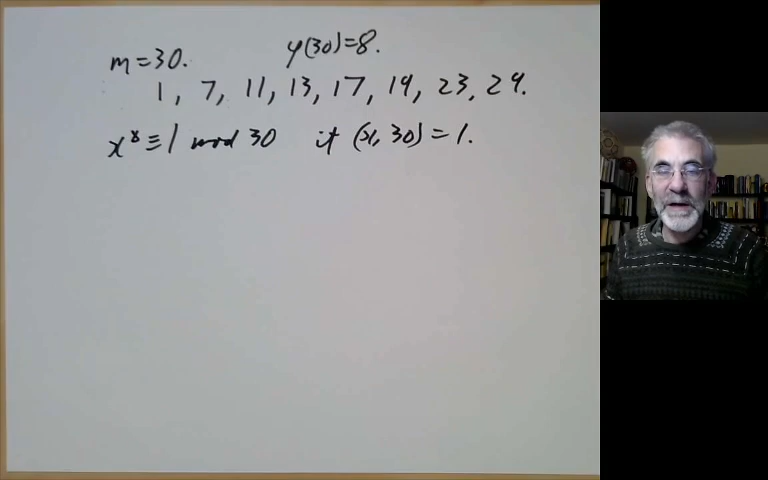 m=30. φ(30)=8.
1, 7, 11, 13, 17, 19, 23, 29.
x⁸≡1 mod 30 if (x, 30)=1.